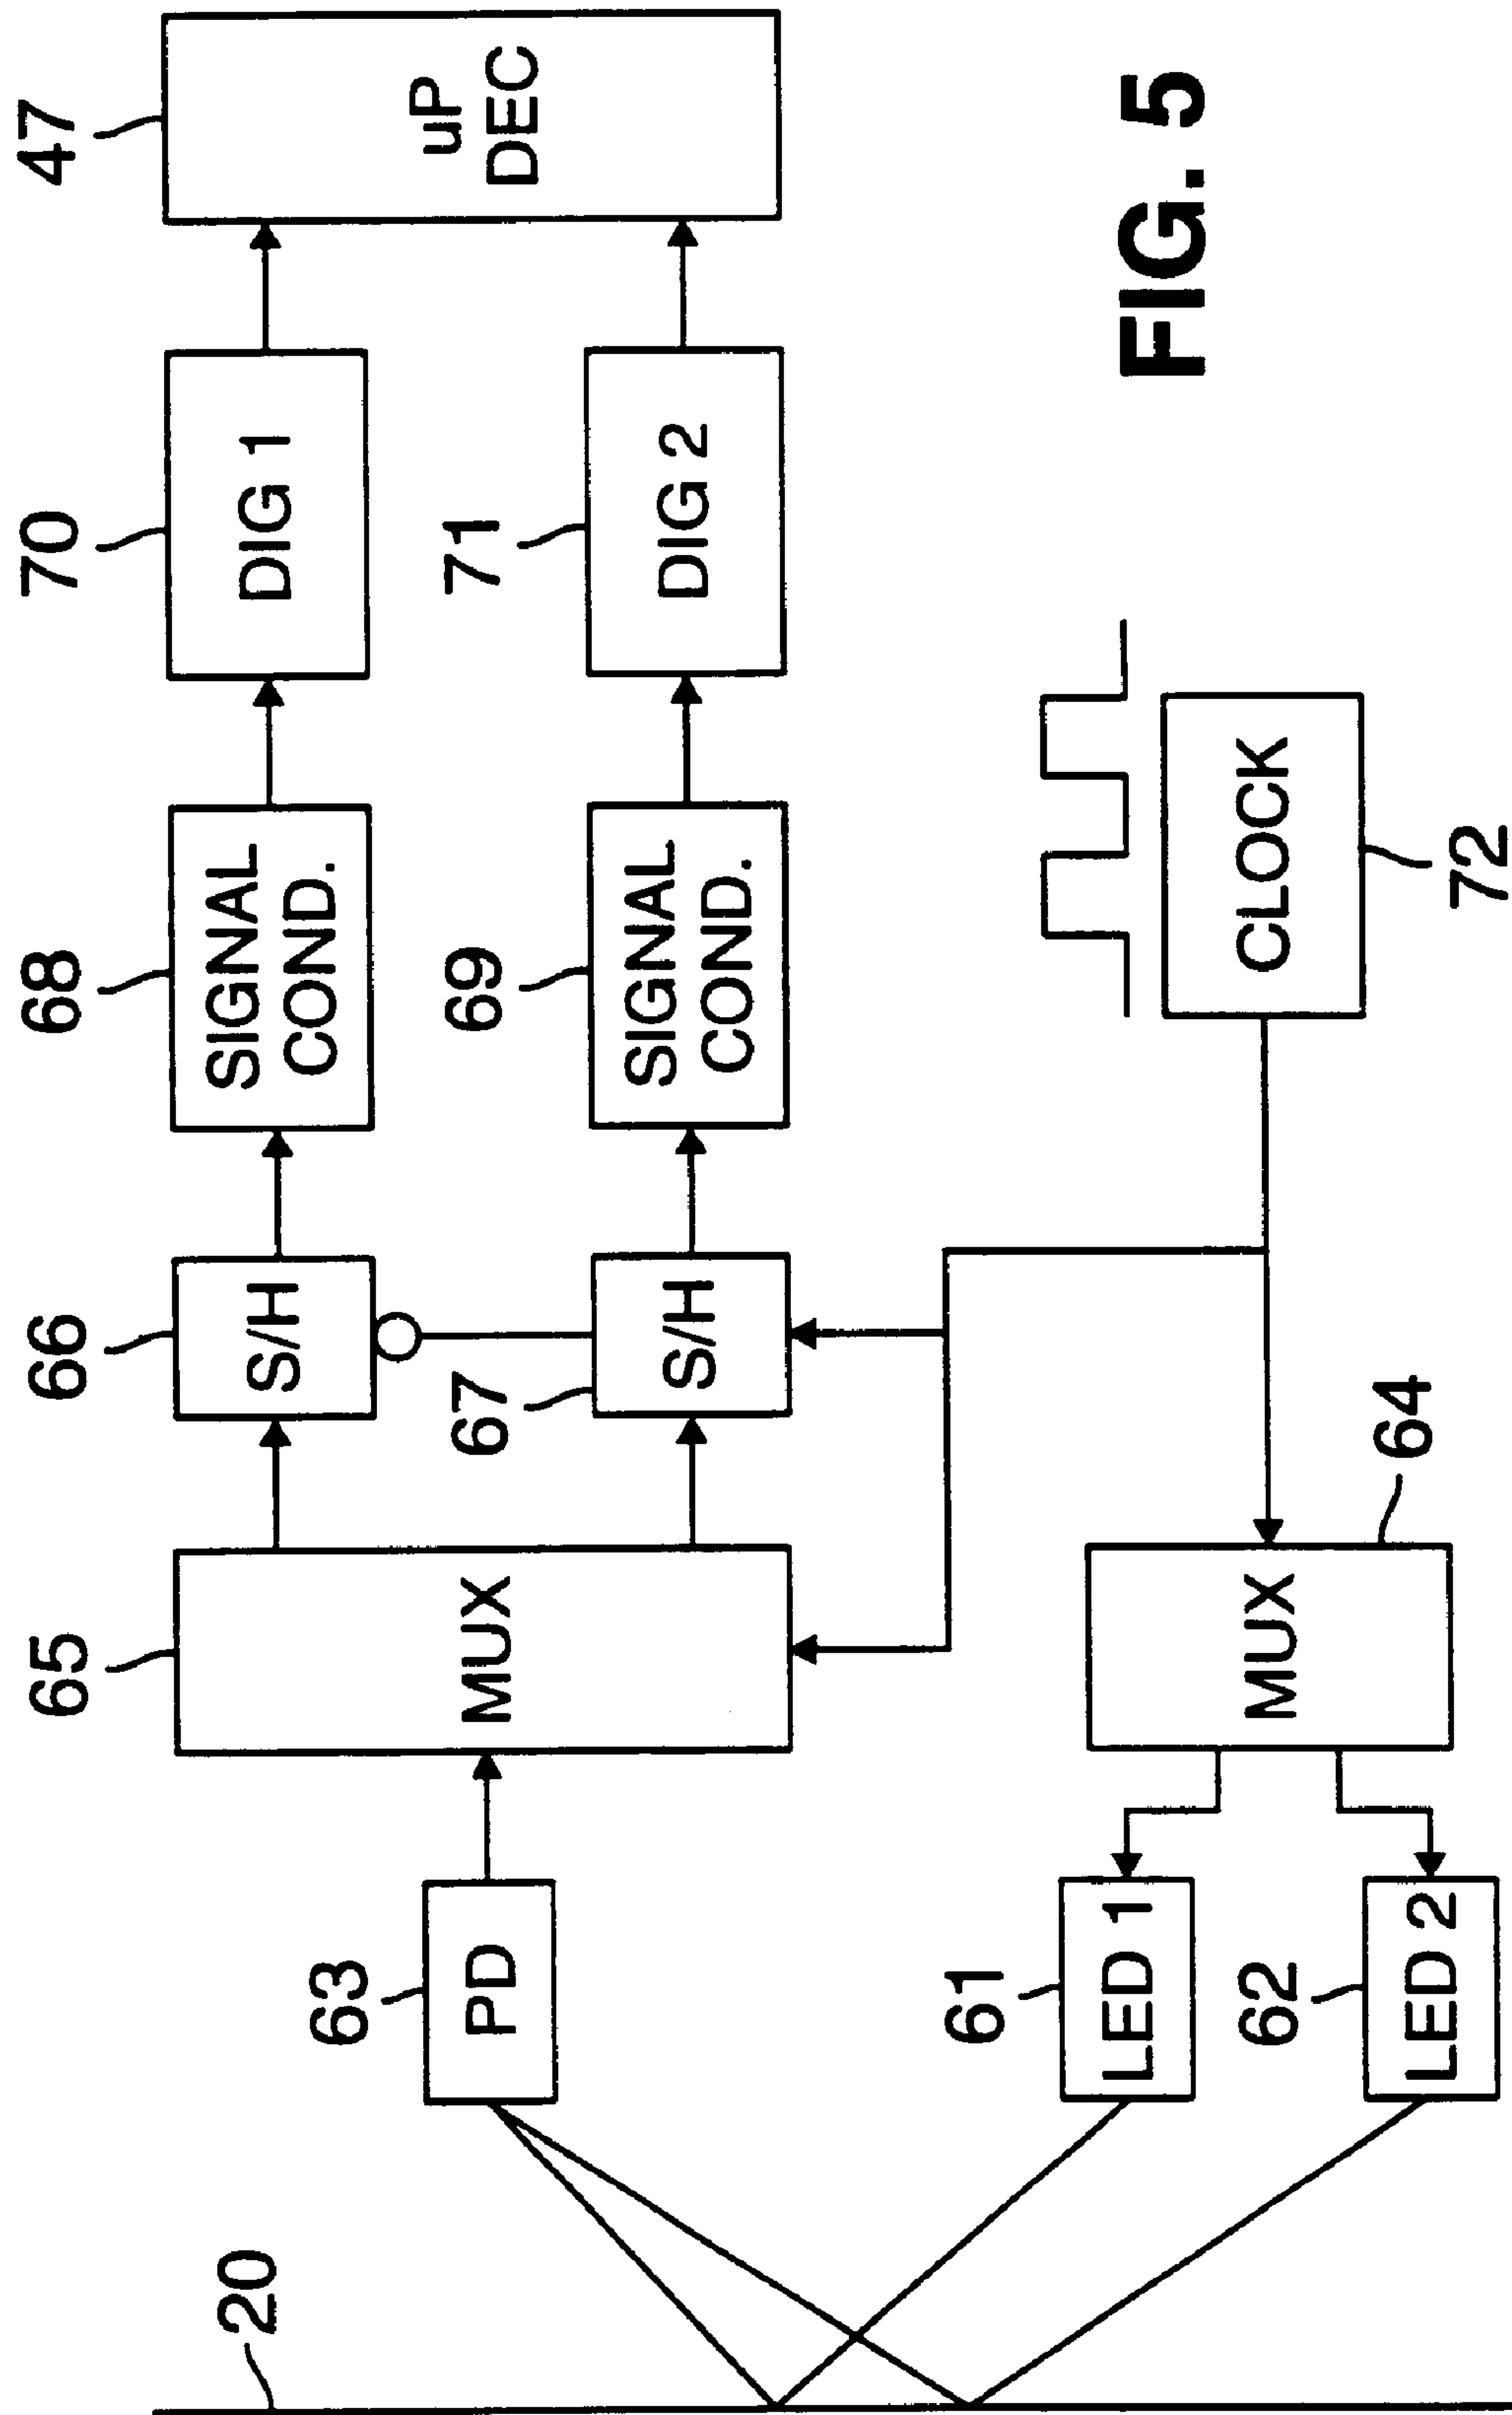 20
63
PD
65
MUX
66
S/H
67
S/H
68
SIGNAL
COND.
69
SIGNAL
COND.
70
DIG 1
71
DIG 2
47
uP
DEC
61
LED 1
62
LED 2
MUX
64
CLOCK
72
FIG. 5